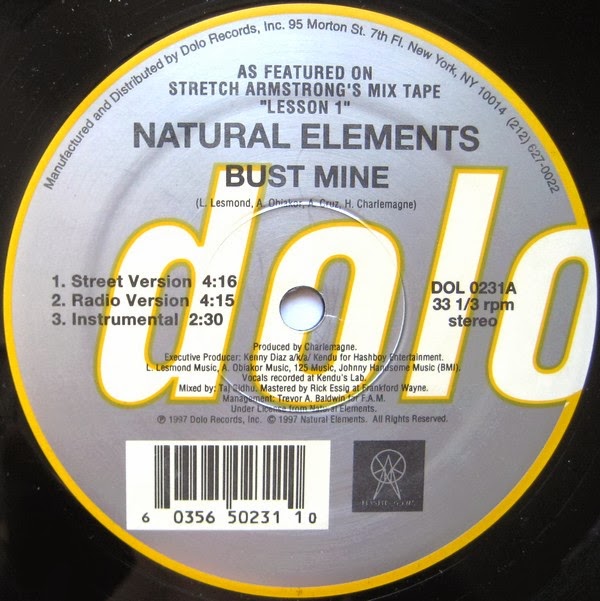 Manufactured and Distributed by Dolo Records, Inc. 95 Morton St. 7th Fl. New York, NY 10014 (212) 627-0022
AS FEATURED ON
STRETCH ARMSTRONG'S MIX TAPE
"LESSON 1"
NATURAL ELEMENTS
BUST MINE
(L. Lesmond, A. Obiakor, A. Cruz, H. Charlemagne)
dolo
1. Street Version 4:16
2. Radio Version 4:15
3. Instrumental 2:30
DOL 0231A
33 1/3 rpm
stereo
Produced by Charlemagne.
Executive Producer: Kenny Diaz a/k/a/ Kendu for Hashboy Entertainment.
L. Lesmond Music, A. Obiakor Music, 125 Music, Johnny Handsome Music (BMI).
Vocals recorded at Kendu's Lab.
Mixed by: Taj Sidhu. Mastered by Rick Essig at Frankford Wayne.
Management: Trevor A. Baldwin for F.A.M.
Under License from Natural Elements.
℗ 1997 Dolo Records, Inc. © 1997 Natural Elements. All Rights Reserved.
6 0356 50231 1 0